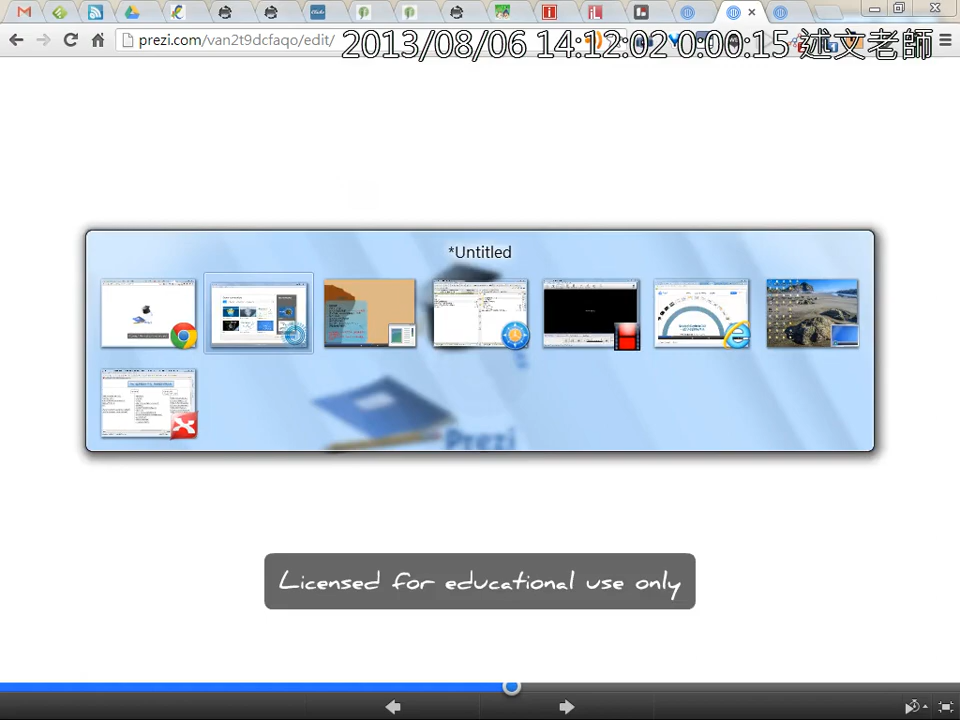 prezi.com/van2t9dcfaqo/edit/
2013/08/06 14:12:02 0:00:15 述文老師
*Untitled
Prezi
Licensed for educational use only